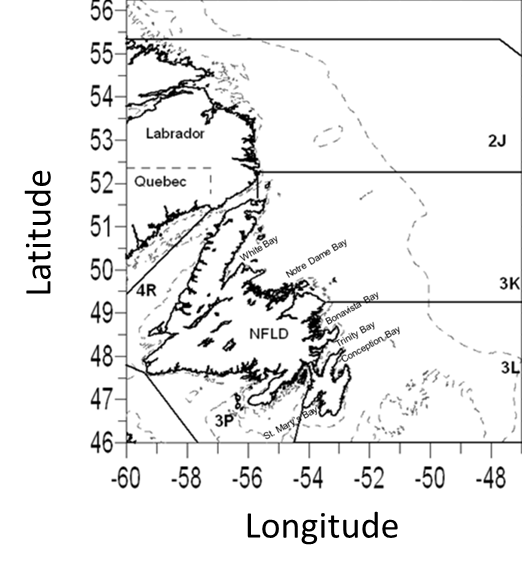 56
55
54
53
52
51
50
49
48
47
46
Latitude
Labrador
2J
Quebec
White Bay
Notre Dame Bay
4R
3K
Bonavista Bay
NFLD
Trinity Bay
Conception Bay
3L
3P
St. Mary's Bay
-60 -58 -56 -54 -52 -50 -48
Longitude